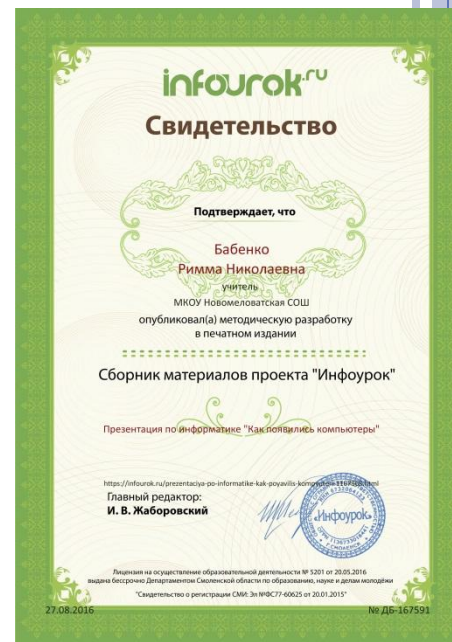 infourok.ru
Свидетельство
Подтверждает, что
Бабенко
Римма Николаевна
учитель
МКОУ Новомеловатская СОШ
опубликовал(а) методическую разработку
в печатном издании
Сборник материалов проекта "Инфоурок"
Презентация по информатике "Как появились компьютеры"
Главный редактор:
И. В. Жаборовский
«Инфоурок»
Лицензия на осуществление образовательной деятельности № 5201 от 20.05.2016
выдана бессрочно Департаментом Смоленской области по образованию, науке и делам молодёжи
"Свидетельство о регистрации СМИ: Эл №ФС77-60625 от 20.01.2015"
27.08.2016
№ ДБ-167591